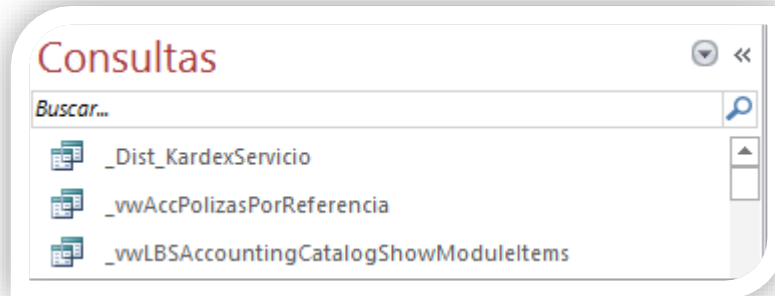 Consultas
Buscar...
_Dist_KardexServicio
_vwAccPolizasPorReferencia
_vwLBSAccountingCatalogShowModuleItems